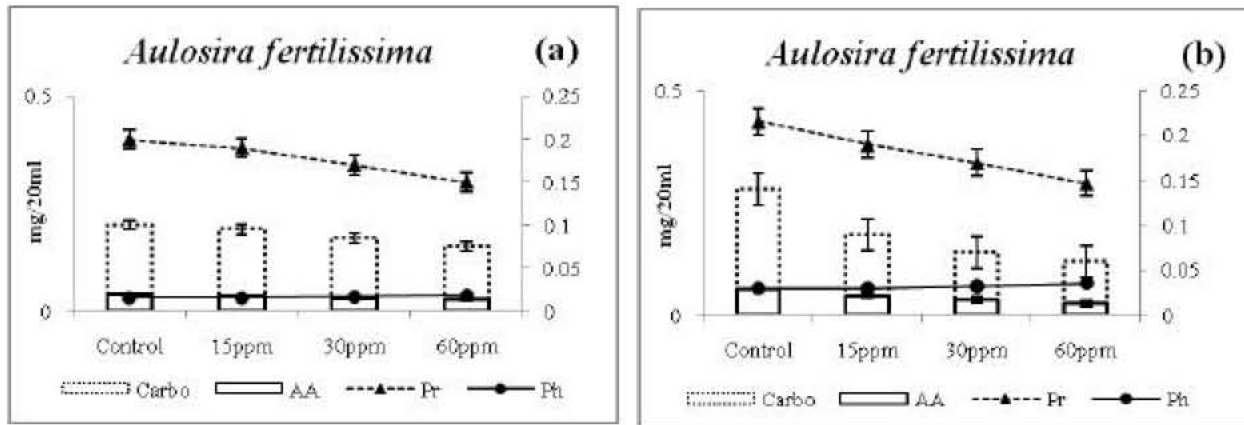 Aulosira fertilissima (a)
0.5
0
mg/20ml
0.25
0.2
0.15
0.1
0.05
0
Control 15ppm 30ppm 60ppm
Carbo AA Pr Ph
Aulosira fertilissima (b)
0.5
0
0.25
0.2
0.15
0.1
0.05
0
Control 15ppm 30ppm 60ppm
Carbo AA Pr Ph